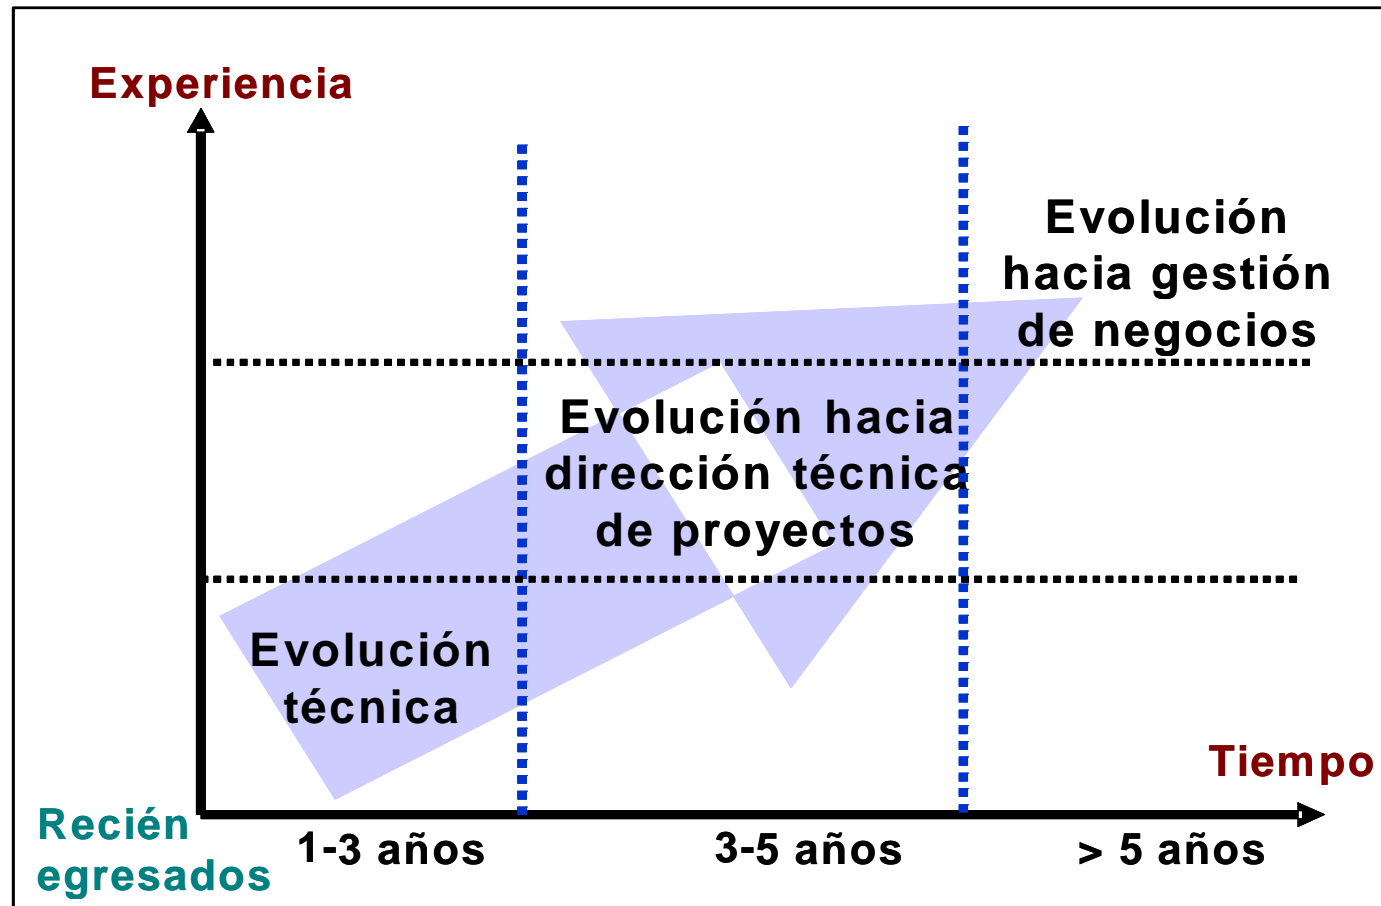 Experiencia
Evolución
hacia gestión
de negocios
Evolución hacia
dirección técnica
de proyectos
Evolución
técnica
Tiempo
Recién
egresados
1-3 años
3-5 años
> 5 años